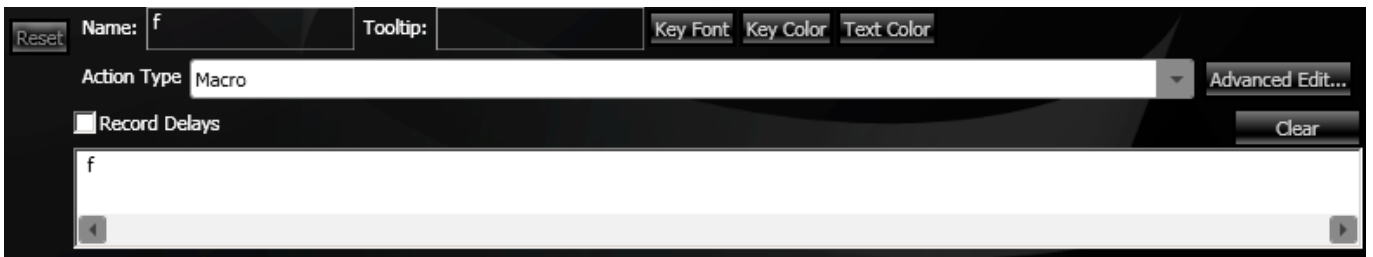 Reset Name: f Tooltip: Key Font Key Color Text Color
Action Type Macro Advanced Edit...
Record Delays Clear
f